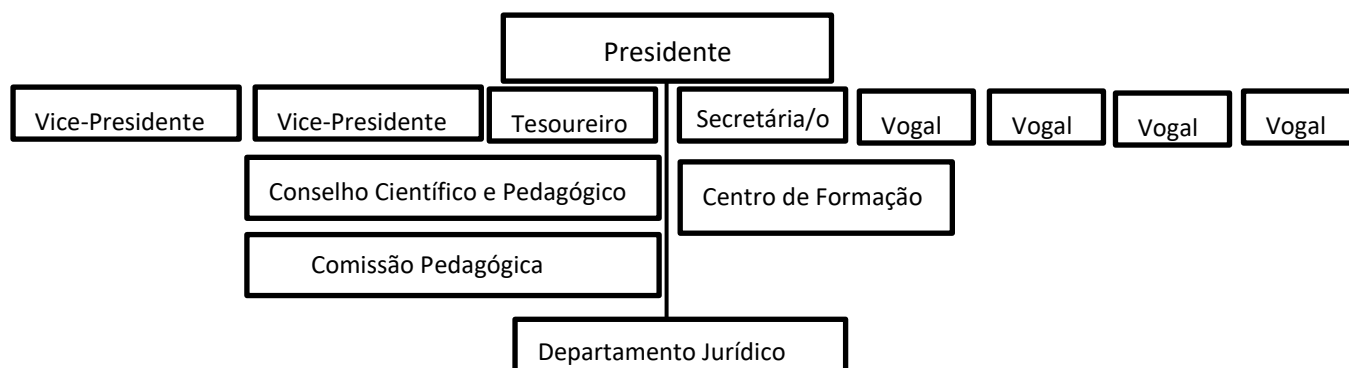 Presidente
Vice-Presidente
Vice-Presidente
Tesoureiro
Secretária/o
Vogal
Vogal
Vogal
Vogal
Conselho Científico e Pedagógico
Centro de Formação
Comissão Pedagógica
Departamento Jurídico